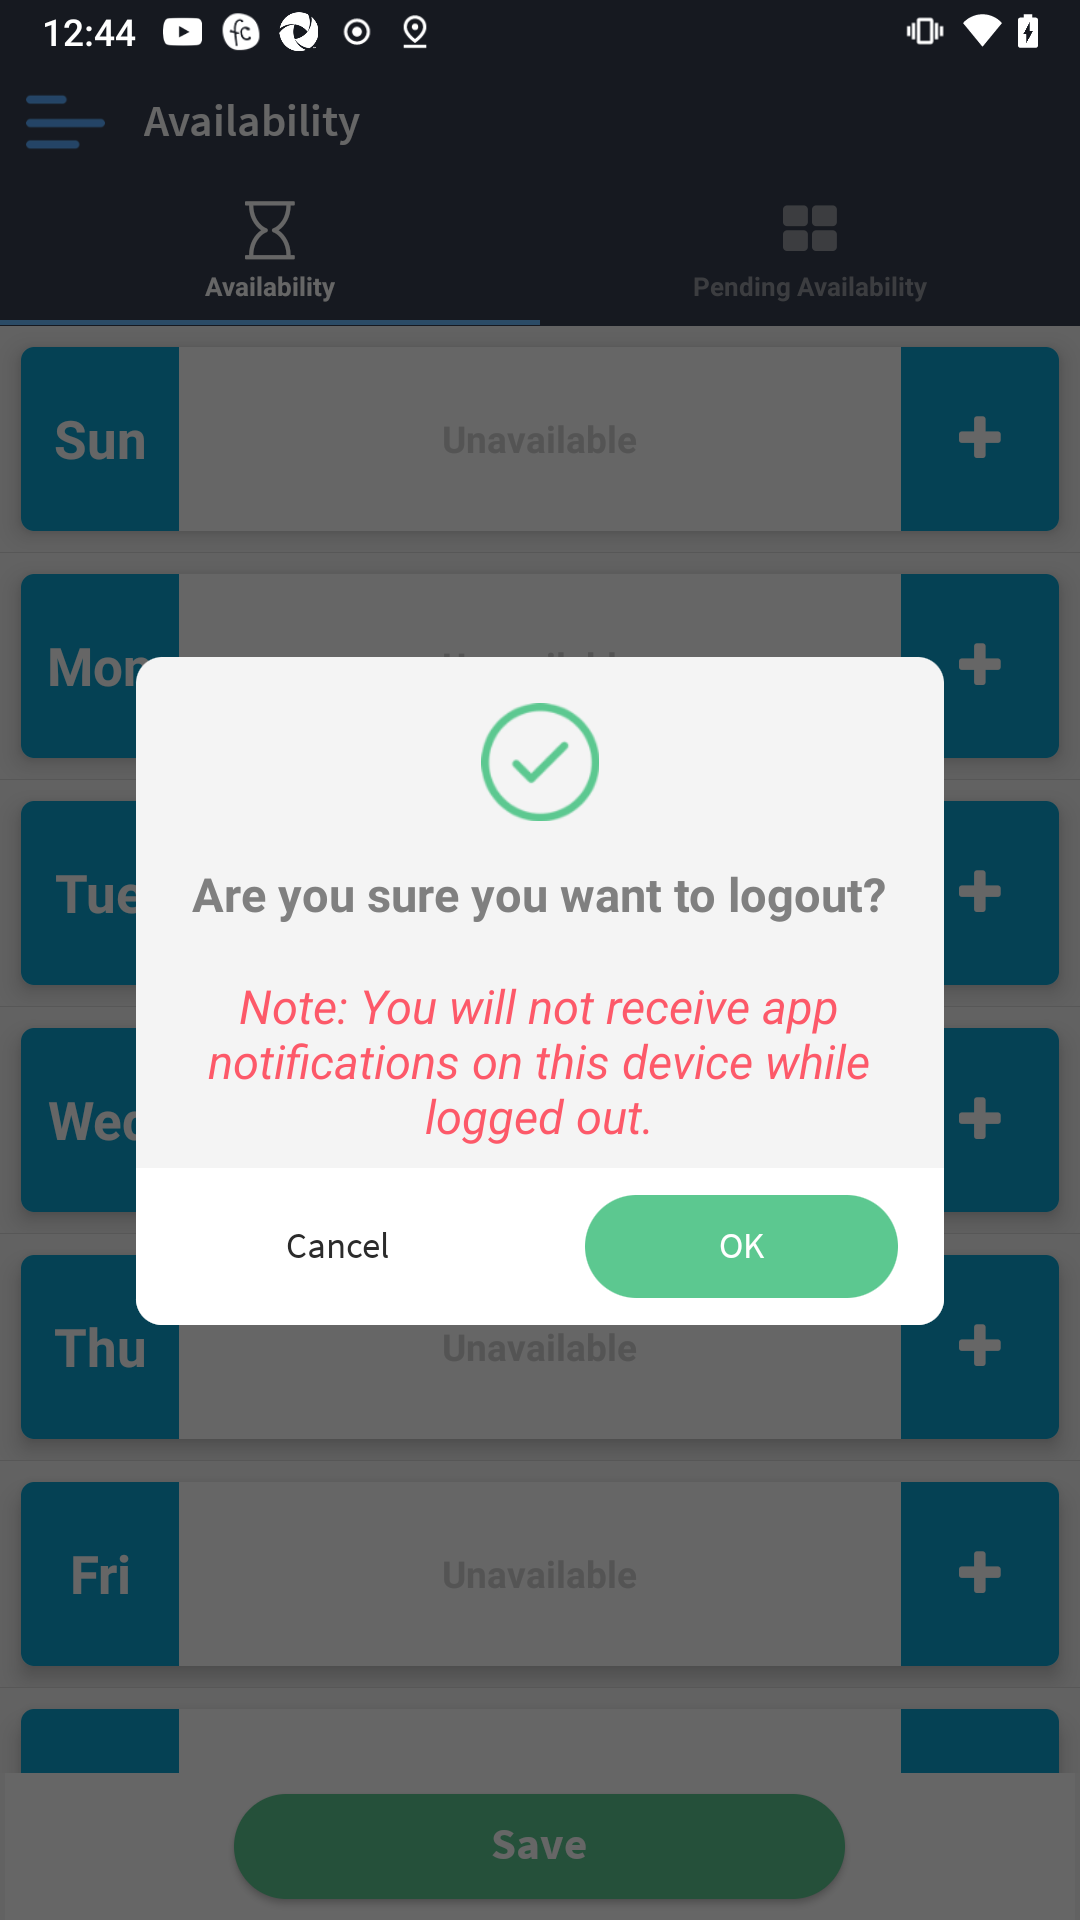 12:44
Availability
Availability
Pending Availability
Sun
Unavailable
Mon
Tue
Are you sure you want to logout?
Note: You will not receive app
notifications on this device while
logged out.
Wed
Cancel
OK
Thu
Unavailable
Fri
Unavailable
Save